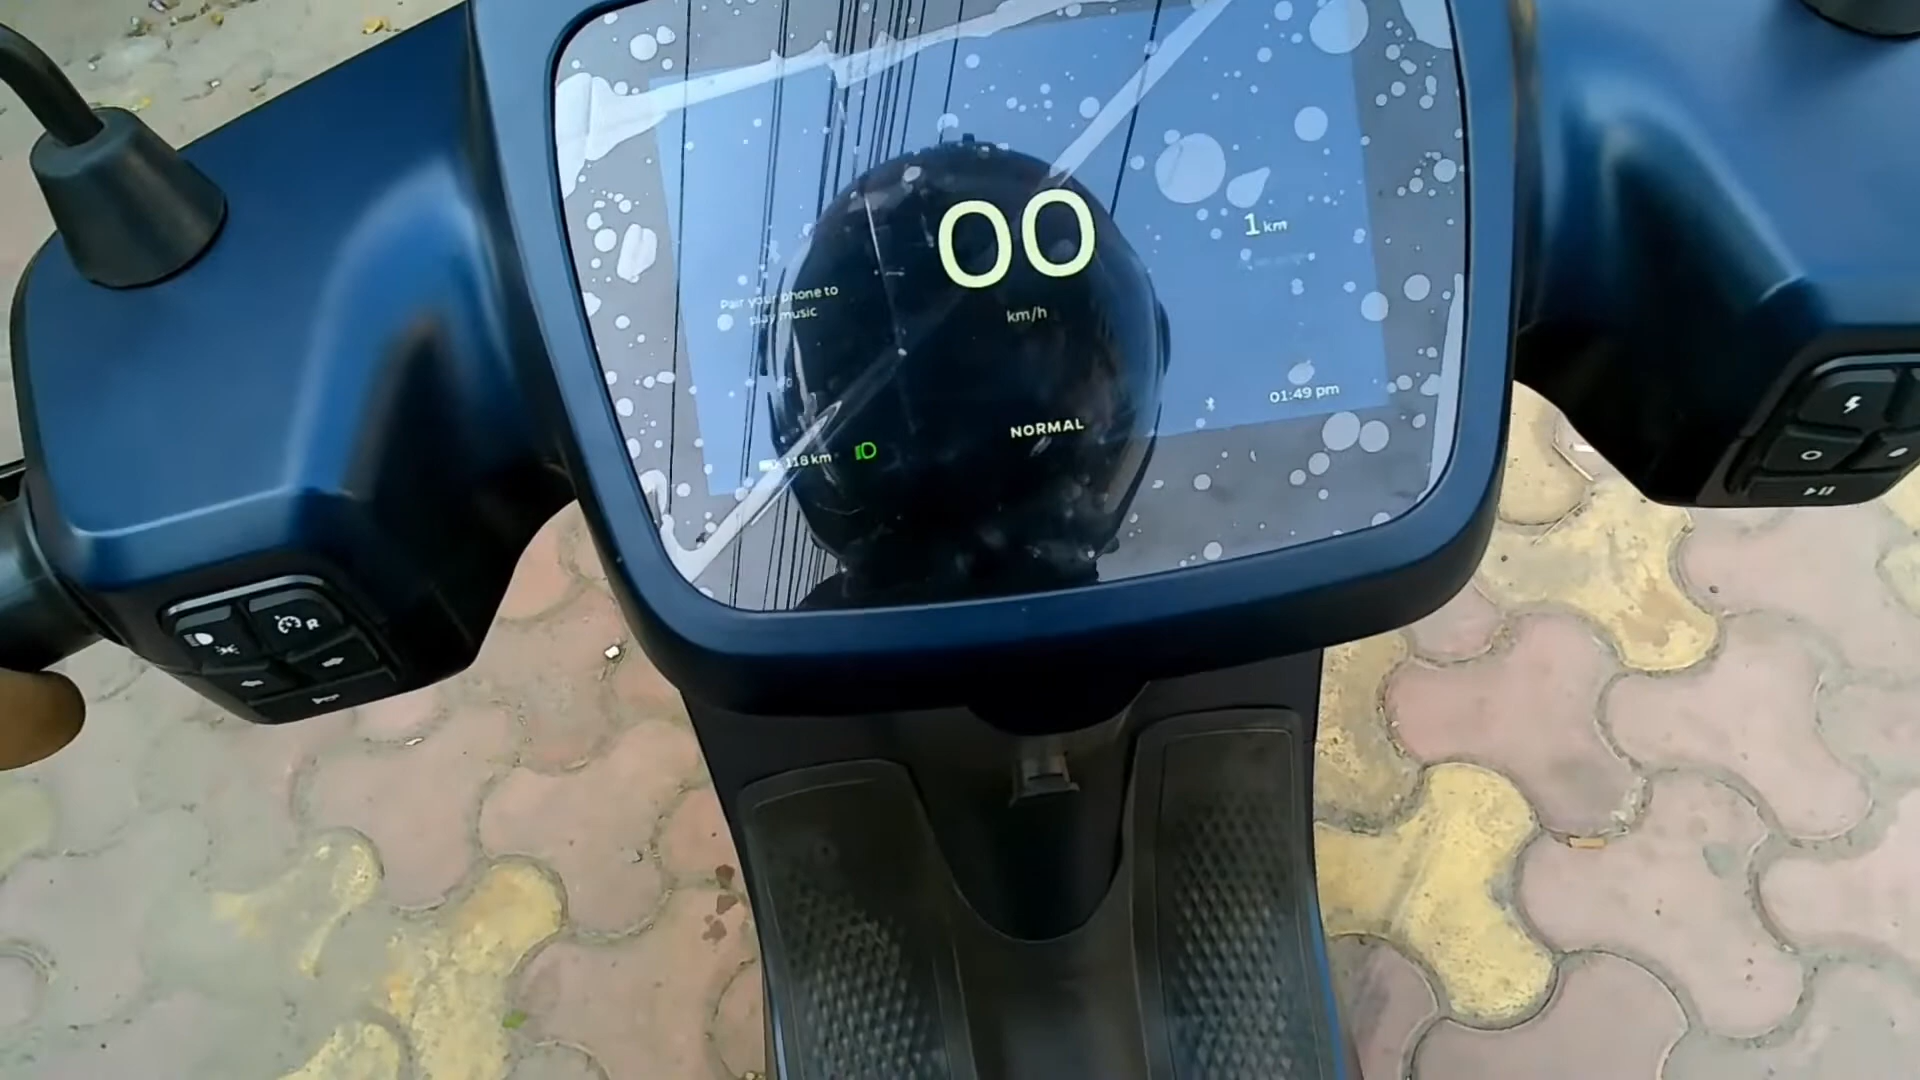 00
km/h
1 km
Pair your phone to
play music
NORMAL
01:49 pm
118 km
R